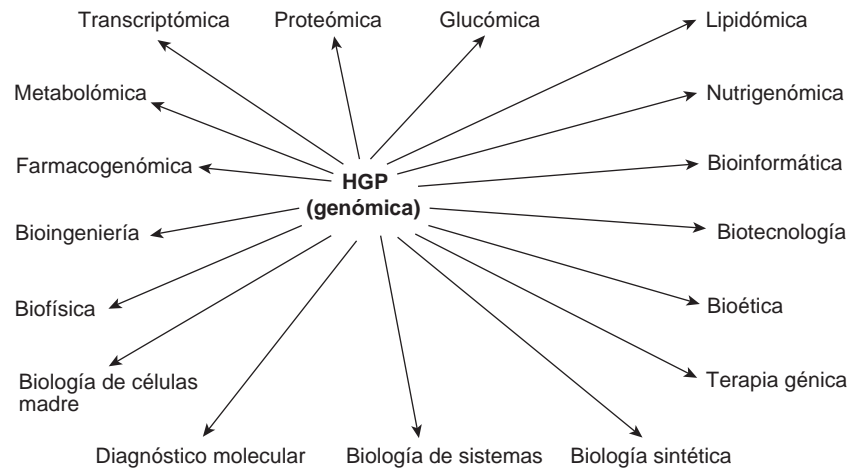 Transcriptómica
Proteómica
Glucómica
Lipidómica
Metabolómica
Nutrigenómica
Farmacogenómica
HGP
(genómica)
Bioinformática
Bioingeniería
Biotecnología
Biofísica
Bioética
Biología de células
madre
Terapia génica
Diagnóstico molecular
Biología de sistemas
Biología sintética